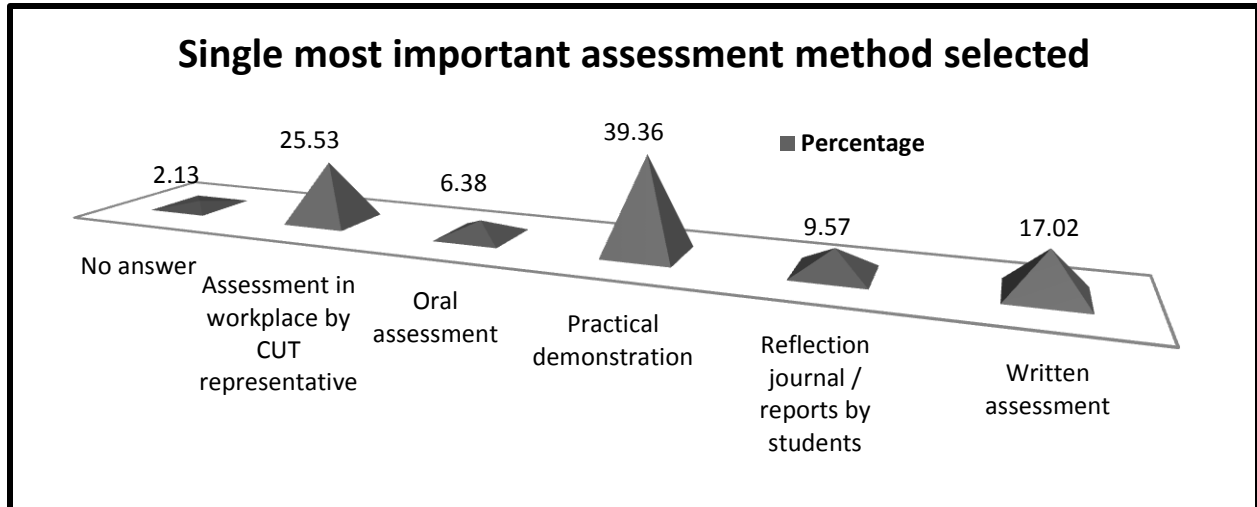 Single most important assessment method selected
39.36
Percentage
25.53
2.13
6.38
9.57
17.02
No answer
Assessment in
workplace by
CUT
representative
Oral
assessment
Practical
demonstration
Reflection
journal /
reports by
students
Written
assessment